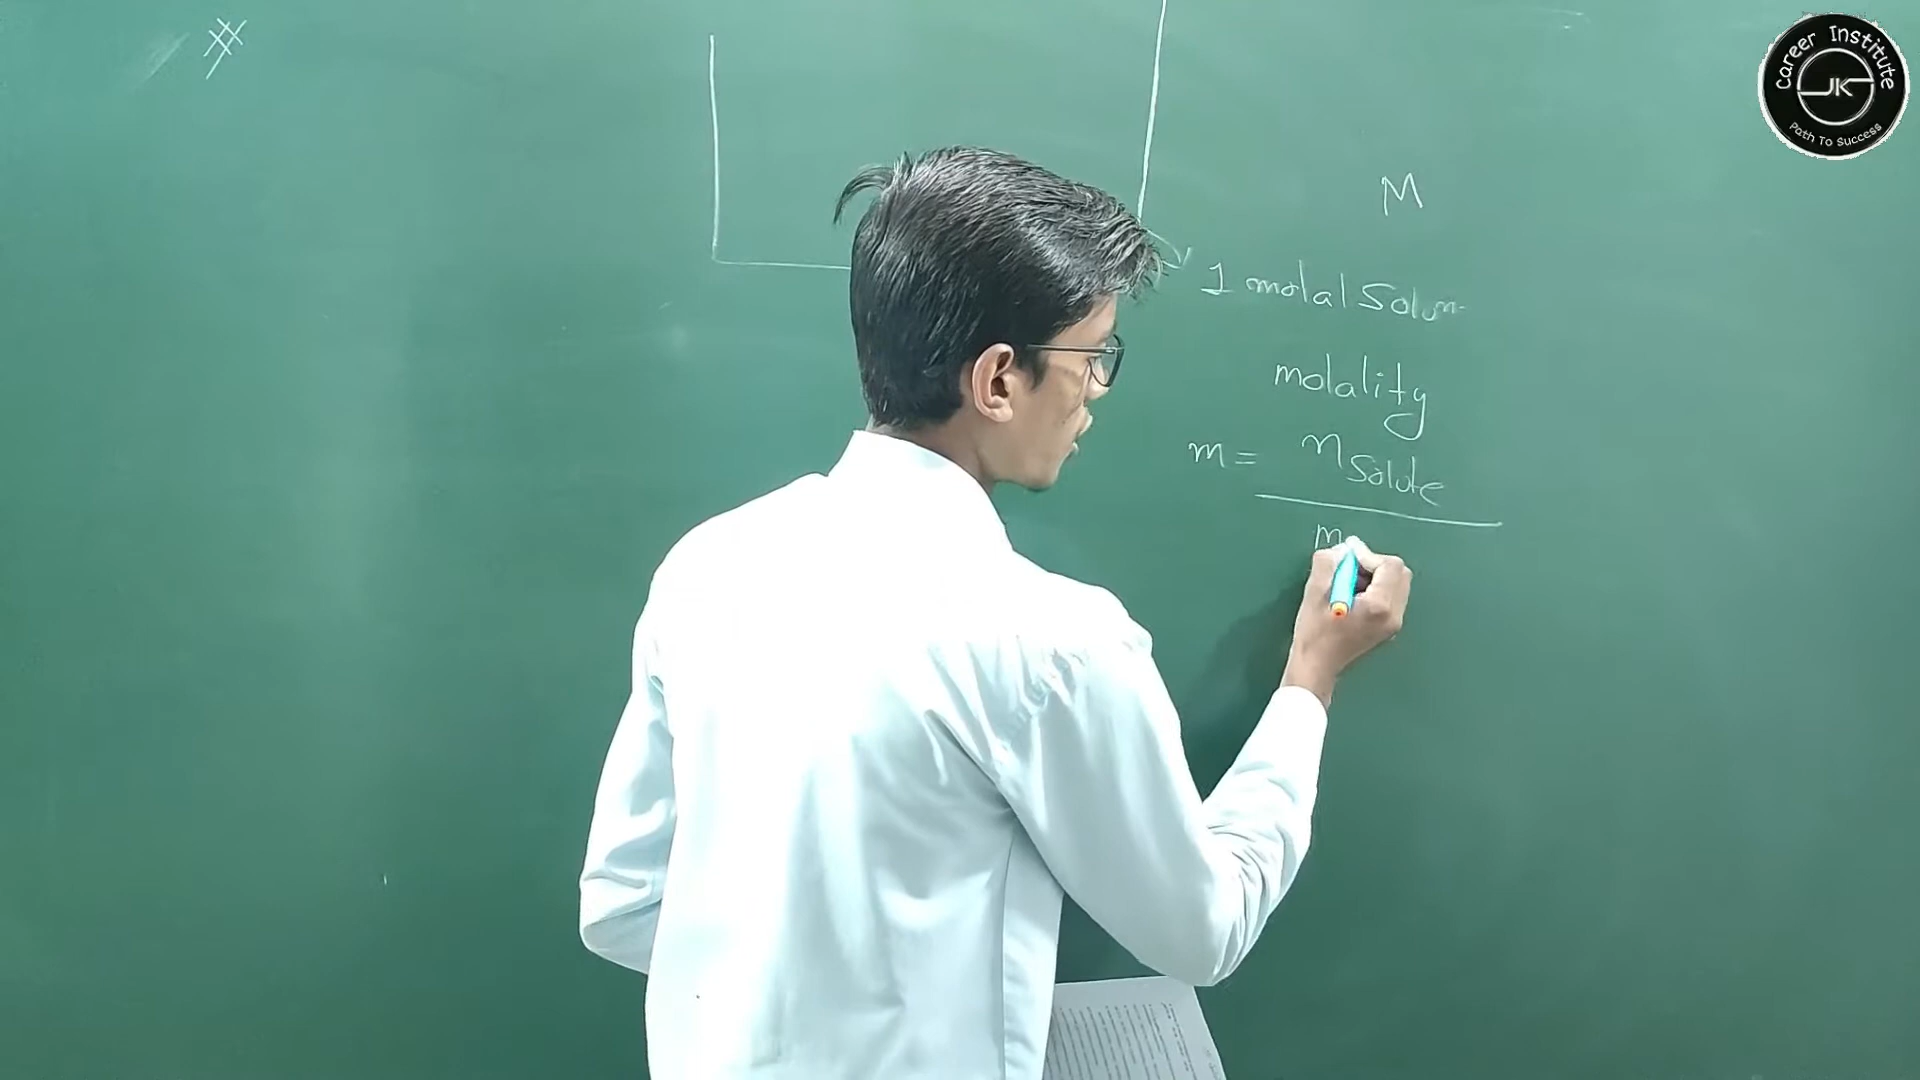 Career Institute
JK
Path To Success
M
1 molal Solun-
molality
m = n solute
m